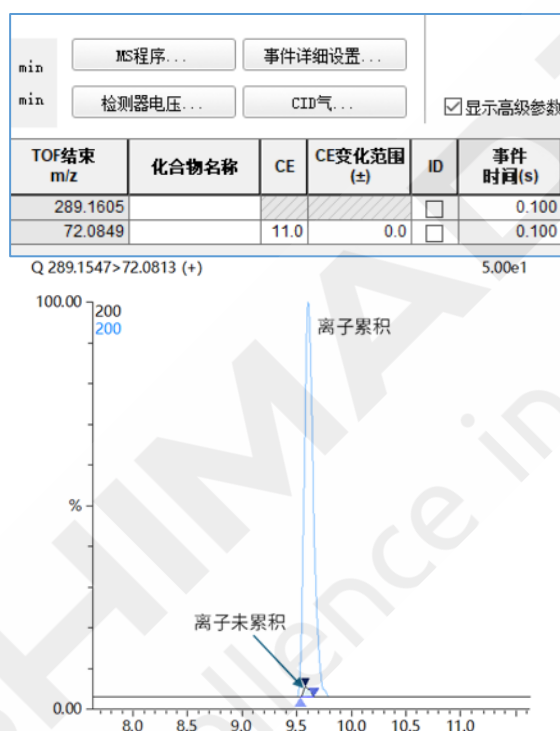 min
MS程序...
事件详细设置...
min
检测器电压...
CID气...
显示高级参数
TOF结束 m/z 化合物名称 CE CE变化范围 (±) ID 事件 时间(s)
289.1605 0.100
72.0849 11.0 0.0 0.100
Q 289.1547>72.0813 (+) 5.00e1
100.00
200
200
离子累积
%
离子未累积
0.00
8.0 8.5 9.0 9.5 10.0 10.5 11.0